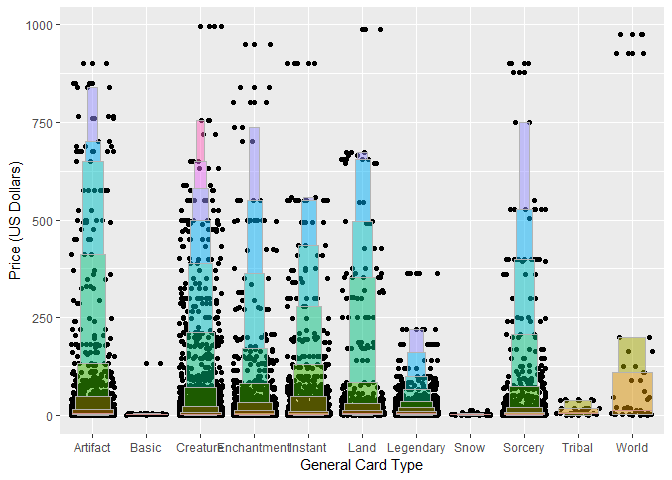 Price (US Dollars)
1000
750
500
250
0
Artifact Basic Creature Enchantment Instant Land Legendary Snow Sorcery Tribal World
General Card Type